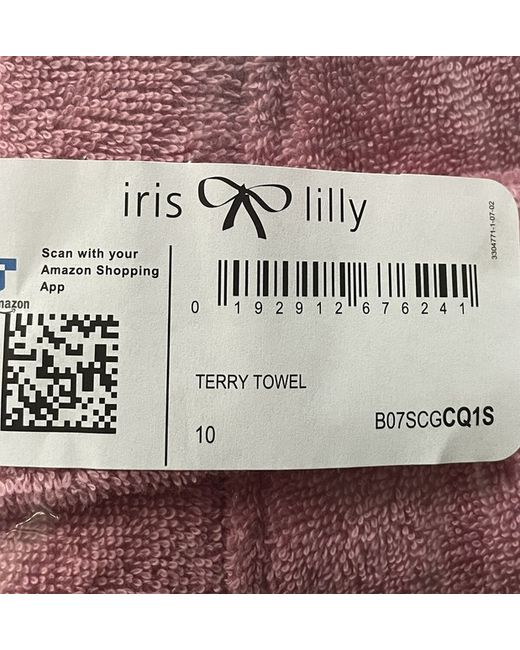 iris lilly
3304771-1-07-02
Scan with your
Amazon Shopping
App
mazon
0 192912 676241
TERRY TOWEL
10
B07SCGCQ1S